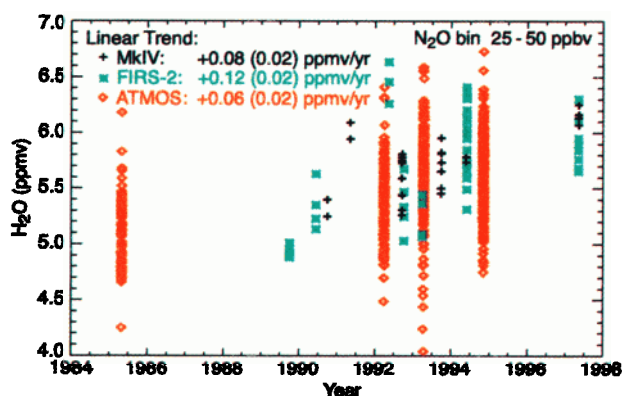 Linear Trend: N₂O bin 25 - 50 ppbv
MkIV: +0.08 (0.02) ppmv/yr
FIRS-2: +0.12 (0.02) ppmv/yr
ATMOS: +0.06 (0.02) ppmv/yr
H₂O (ppmv)
7.0
6.5
6.0
5.5
5.0
4.5
4.0
1984 1986 1988 1990 1992 1994 1996 1998
Year